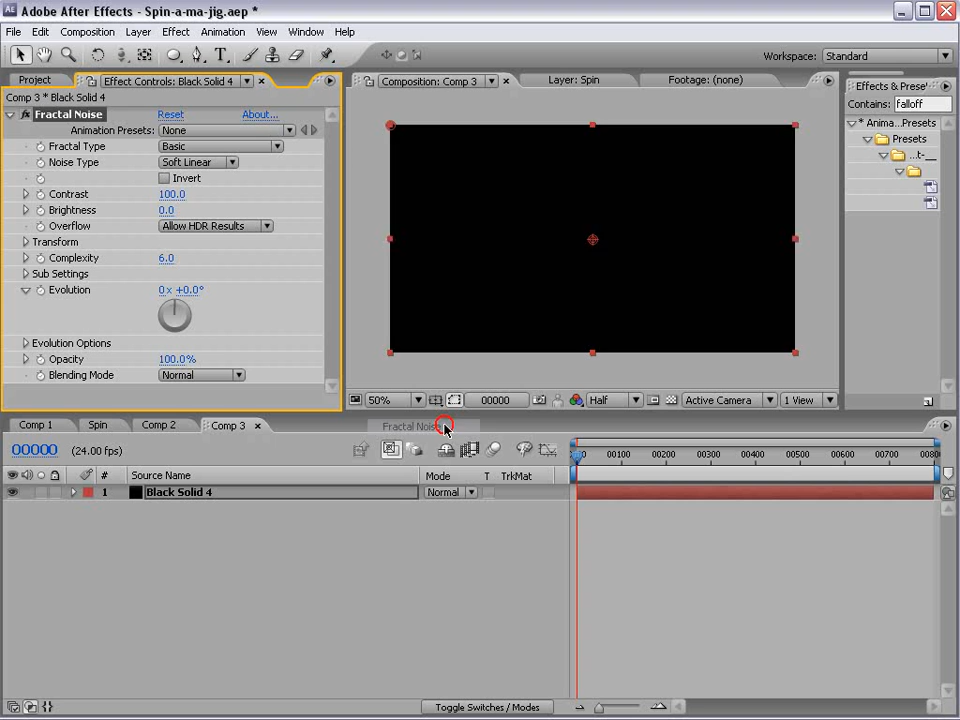 Adobe After Effects - Spin-a-ma-jig.aep *
File Edit Composition Layer Effect Animation View Window Help
Workspace: Standard
Project Effect Controls: Black Solid 4 Composition: Comp 3 Layer: Spin Footage: (none) Effects & Prese
Comp 3 * Black Solid 4
Contains: falloff
Fractal Noise Reset About...
* Anima...Presets
Animation Presets: None
Presets
Fractal Type Basic
...t-__
Noise Type Soft Linear
Invert
Contrast 100.0
Brightness 0.0
Overflow Allow HDR Results
Transform
Complexity 6.0
Sub Settings
Evolution 0 x +0.0°
Evolution Options
Opacity 100.0%
Blending Mode Normal
50% 00000 Half Active Camera 1 View
Comp 1 Spin Comp 2 Comp 3 Fractal Noise
00000 (24.00 fps)
00100 00200 00300 00400 00500 00600 00700 0080
# Source Name Mode T TrkMat
1 Black Solid 4 Normal
Toggle Switches / Modes